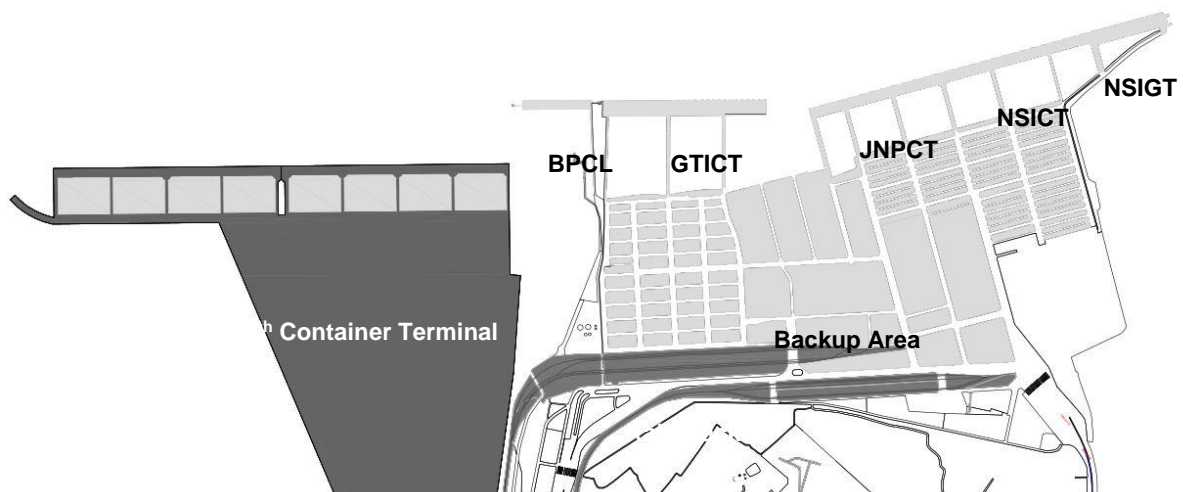 NSIGT
NSICT
JNPCT
BPCL
GTICT
h Container Terminal
Backup Area